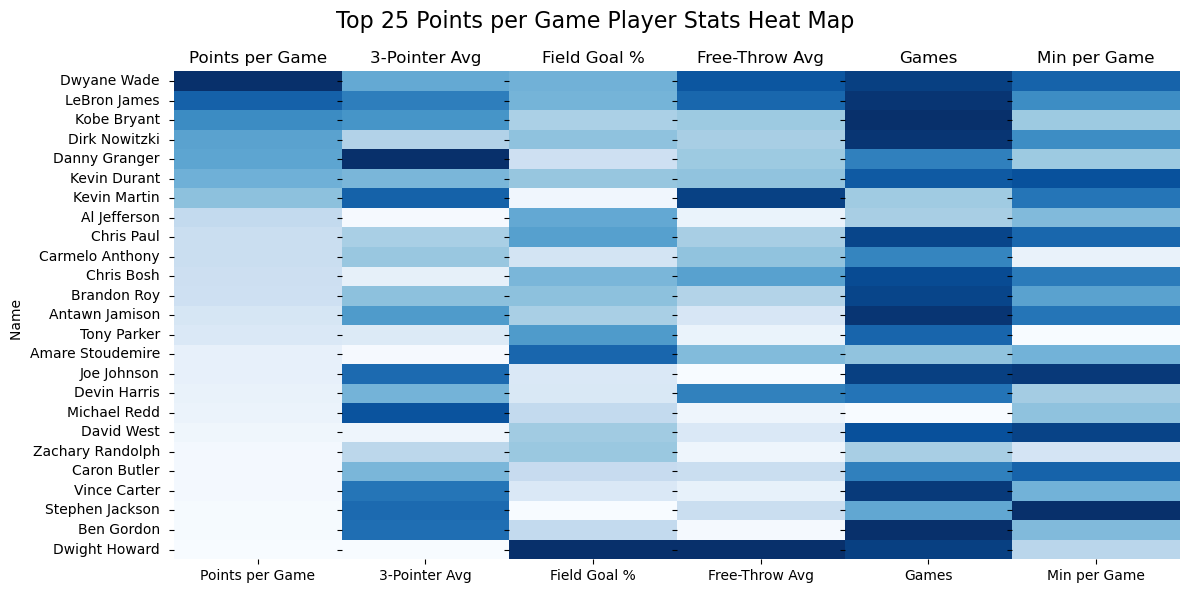 Top 25 Points per Game Player Stats Heat Map
Points per Game 3-Pointer Avg Field Goal % Free-Throw Avg Games Min per Game
Dwyane Wade
LeBron James
Kobe Bryant
Dirk Nowitzki
Danny Granger
Kevin Durant
Kevin Martin
Al Jefferson
Chris Paul
Carmelo Anthony
Chris Bosh
Brandon Roy
Antawn Jamison
Tony Parker
Amare Stoudemire
Joe Johnson
Devin Harris
Michael Redd
David West
Zachary Randolph
Caron Butler
Vince Carter
Stephen Jackson
Ben Gordon
Dwight Howard
Name
Points per Game 3-Pointer Avg Field Goal % Free-Throw Avg Games Min per Game